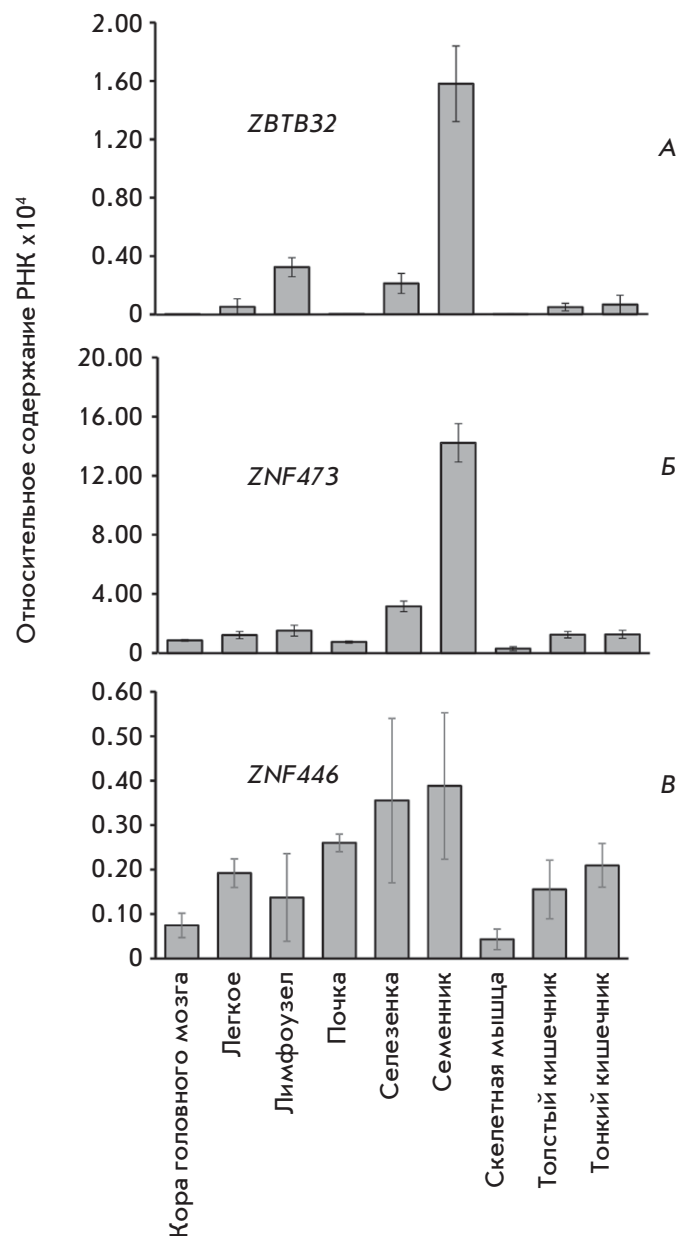 Относительное содержание РНК х10⁴
2.00
1.60
1.20
0.80
0.40
0
ZBTB32
А
20.00
16.00
12.00
8.00
4.00
0
ZNF473
Б
0.60
0.50
0.40
0.30
0.20
0.10
0
ZNF446
В
Кора головного мозга
Легкое
Лимфоузел
Почка
Селезенка
Семенник
Скелетная мышца
Толстый кишечник
Тонкий кишечник